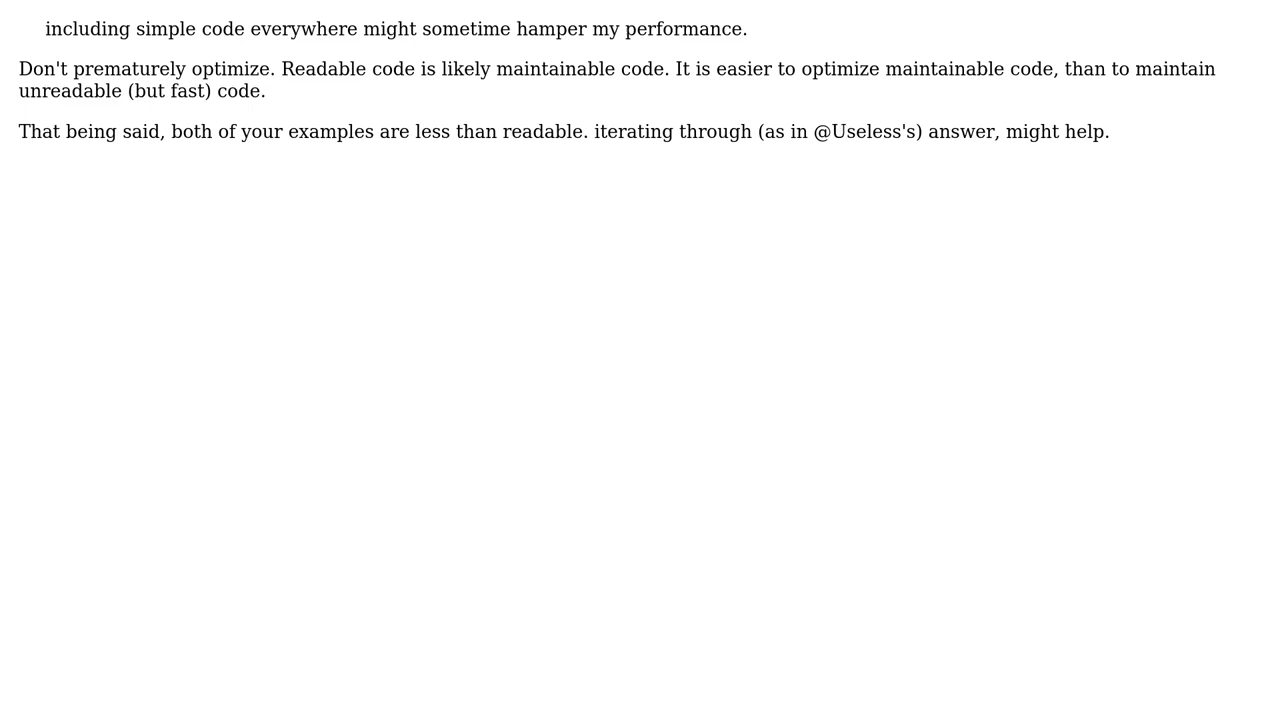 including simple code everywhere might sometime hamper my performance.
Don't prematurely optimize. Readable code is likely maintainable code. It is easier to optimize maintainable code, than to maintain
unreadable (but fast) code.
That being said, both of your examples are less than readable. iterating through (as in @Useless's) answer, might help.